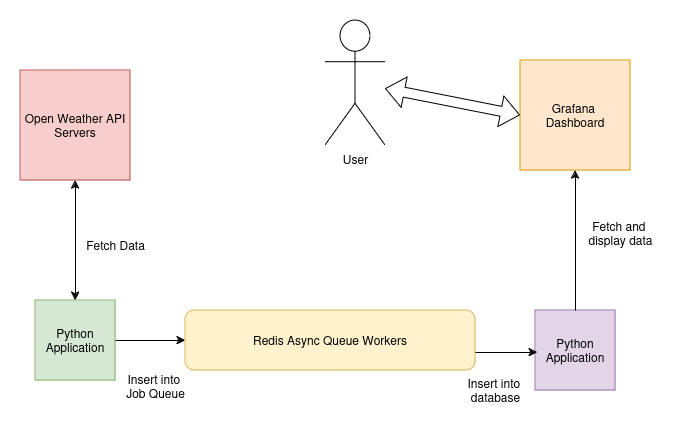 Open Weather API
Servers
User
Grafana
Dashboard
Fetch Data
Fetch and
display data
Python
Application
Redis Async Queue Workers
Python
Application
Insert into
Job Queue
Insert into
database